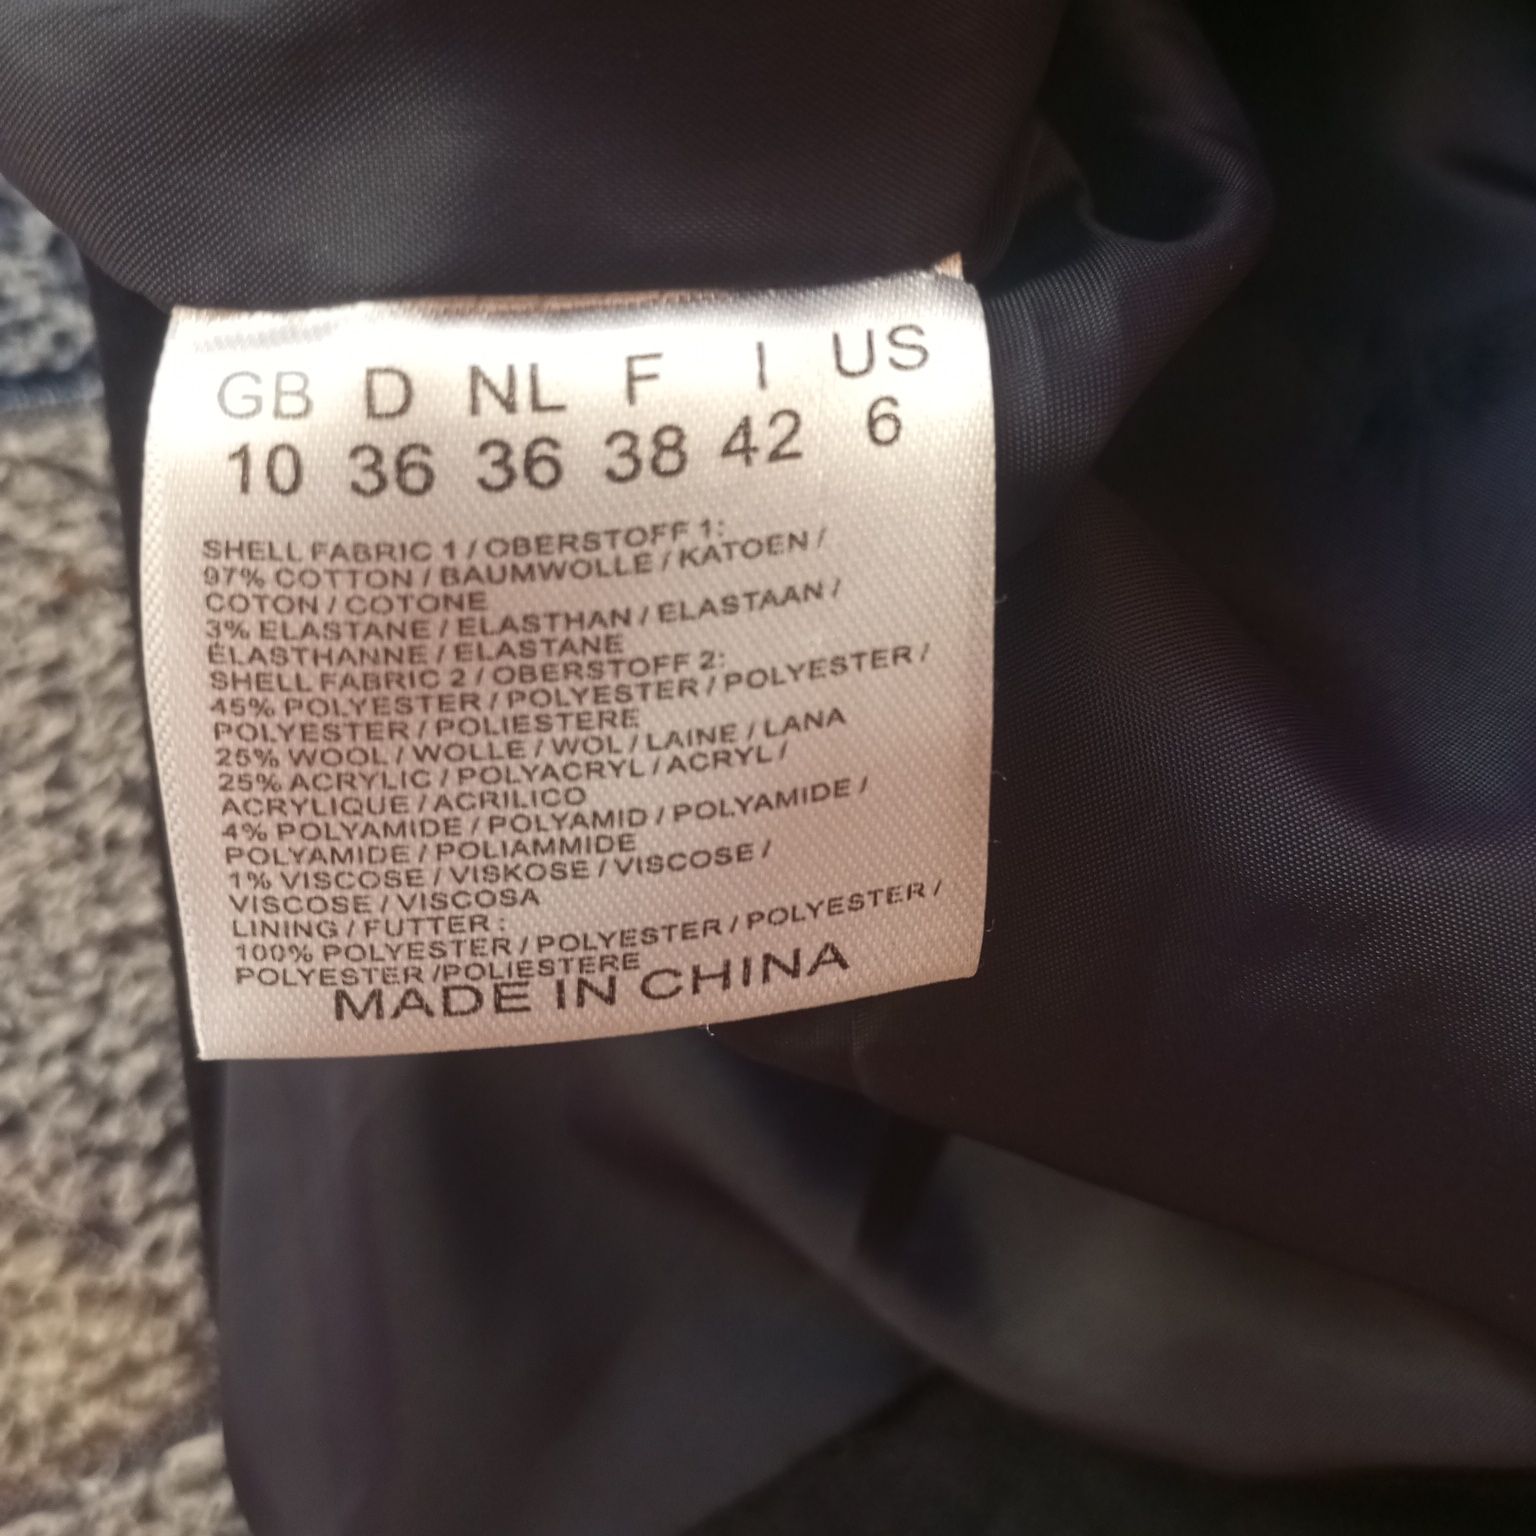 GB D NL F I US
10 36 36 38 42 6
SHELL FABRIC 1 / OBERSTOFF 1:
97% COTTON / BAUMWOLLE / KATOEN /
COTON / COTONE
3% ELASTANE / ELASTHAN / ELASTAAN /
ÉLASTHANNE / ELASTANE
SHELL FABRIC 2 / OBERSTOFF 2:
45% POLYESTER / POLYESTER / POLYESTER /
POLYESTER / POLIESTERE
25% WOOL / WOLLE / WOL / LAINE / LANA
25% ACRYLIC / POLYACRYL / ACRYL /
ACRYLIQUE / ACRILICO
4% POLYAMIDE / POLYAMID / POLYAMIDE /
POLYAMIDE / POLIAMMIDE
1% VISCOSE / VISKOSE / VISCOSE /
VISCOSE / VISCOSA
LINING / FUTTER :
100% POLYESTER / POLYESTER / POLYESTER /
POLYESTER /POLIESTERE
MADE IN CHINA